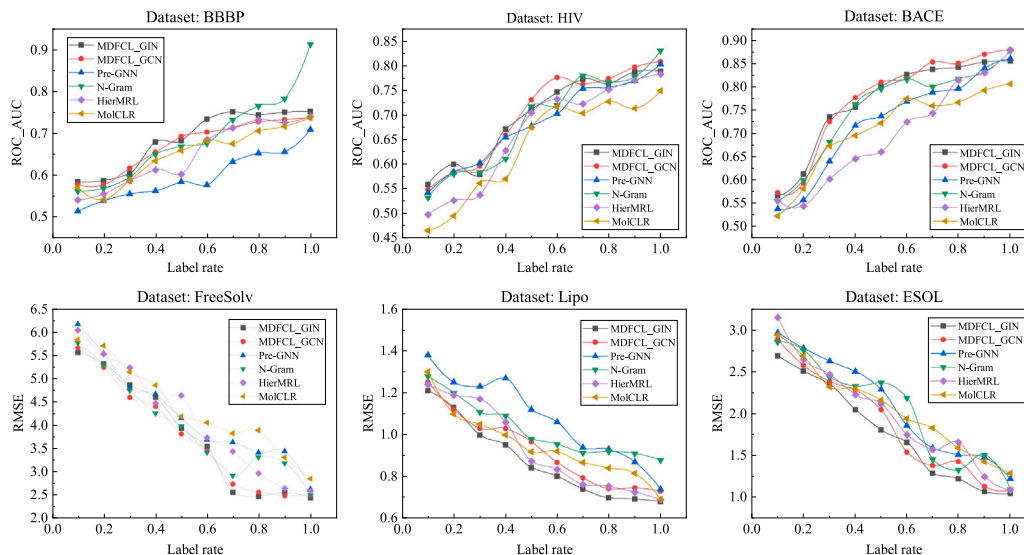 Dataset: BBBP
ROC_AUC
0.9
0.8
0.7
0.6
0.5
MDFCL_GIN
MDFCL_GCN
Pre-GNN
N-Gram
HierMRL
MolCLR
0.0 0.2 0.4 0.6 0.8 1.0
Label rate
Dataset: HIV
ROC_AUC
0.85
0.80
0.75
0.70
0.65
0.60
0.55
0.50
0.45
MDFCL_GIN
MDFCL_GCN
Pre-GNN
N-Gram
HierMRL
MolCLR
0.0 0.2 0.4 0.6 0.8 1.0
Label rate
Dataset: BACE
ROC_AUC
0.90
0.85
0.80
0.75
0.70
0.65
0.60
0.55
0.50
MDFCL_GIN
MDFCL_GCN
Pre-GNN
N-Gram
HierMRL
MolCLR
0.0 0.2 0.4 0.6 0.8 1.0
Label rate
Dataset: FreeSolv
RMSE
6.5
6.0
5.5
5.0
4.5
4.0
3.5
3.0
2.5
2.0
MDFCL_GIN
MDFCL_GCN
Pre-GNN
N-Gram
HierMRL
MolCLR
0.0 0.2 0.4 0.6 0.8 1.0
Label rate
Dataset: Lipo
RMSE
1.6
1.4
1.2
1.0
0.8
0.6
MDFCL_GIN
MDFCL_GCN
Pre-GNN
N-Gram
HierMRL
MolCLR
0.0 0.2 0.4 0.6 0.8 1.0
Label rate
Dataset: ESOL
RMSE
3.0
2.5
2.0
1.5
1.0
MDFCL_GIN
MDFCL_GCN
Pre-GNN
N-Gram
HierMRL
MolCLR
0.0 0.2 0.4 0.6 0.8 1.0
Label rate